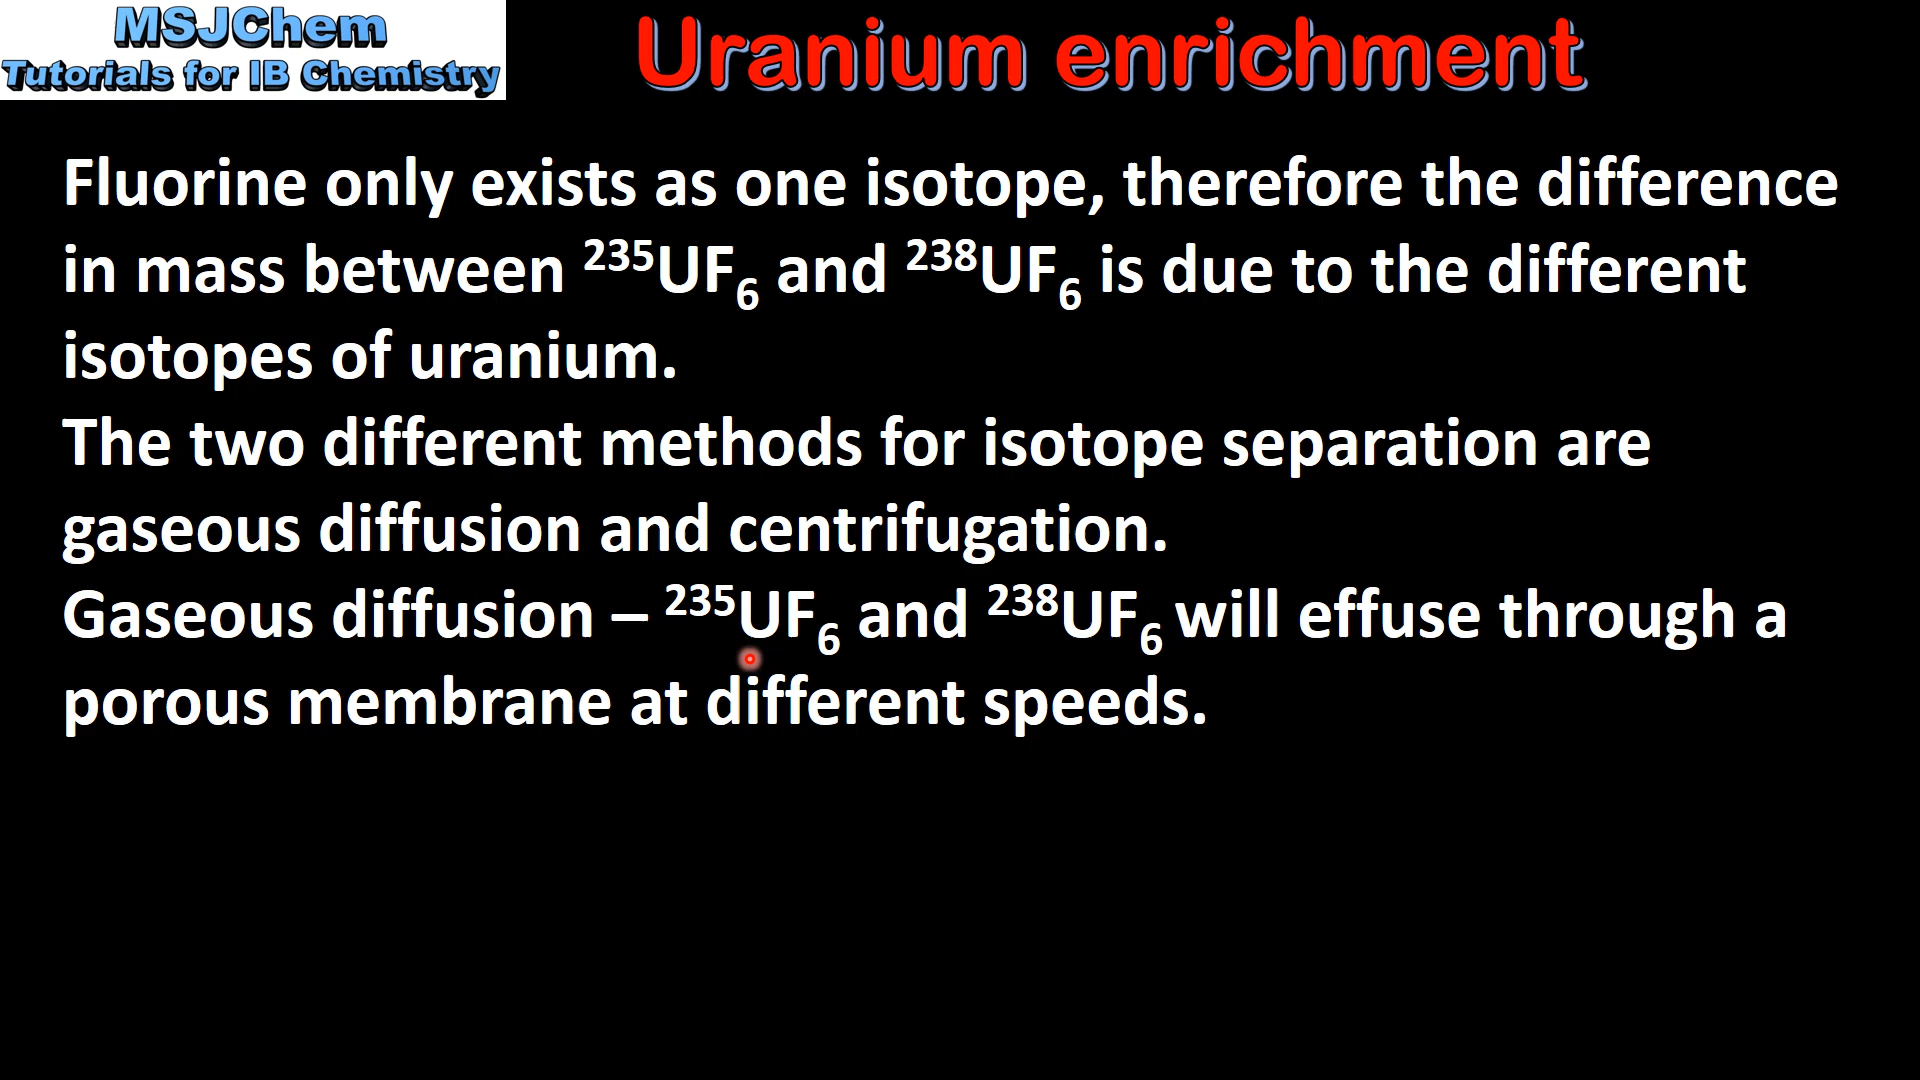 MSJChem
Tutorials for IB Chemistry
Uranium enrichment
Fluorine only exists as one isotope, therefore the difference
in mass between ²³⁵UF₆ and ²³⁸UF₆ is due to the different
isotopes of uranium.
The two different methods for isotope separation are
gaseous diffusion and centrifugation.
Gaseous diffusion – ²³⁵UF₆ and ²³⁸UF₆ will effuse through a
porous membrane at different speeds.